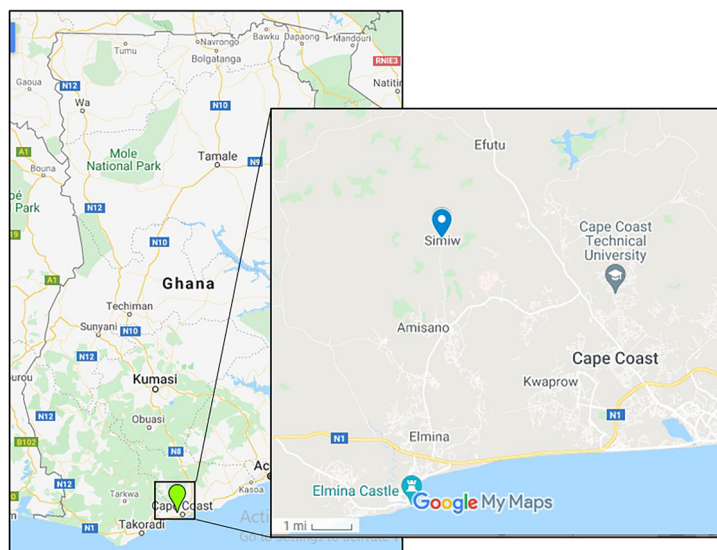 Tumu
Navrongo
Bawku
Dapaong
Mandouri
Bolgatanga
RNIE3
Gaoua
N12
Natitin
Wa
N10
A1
Mole
National Park
Tamale
N9
Bouna
Park
N12
N10
A1
Ghana
Techiman
Sunyani
N10
N12
Kumasi
Obuasi
N12
B102
N8
N12
Tarkwa
Kasoa
Cape Coast
N1
Takoradi
Efutu
Simiw
Cape Coast
Technical
University
Amisano
Cape Coast
Kwaprow
N1
N1
Elmina
Elmina Castle
Google My Maps
1 mi